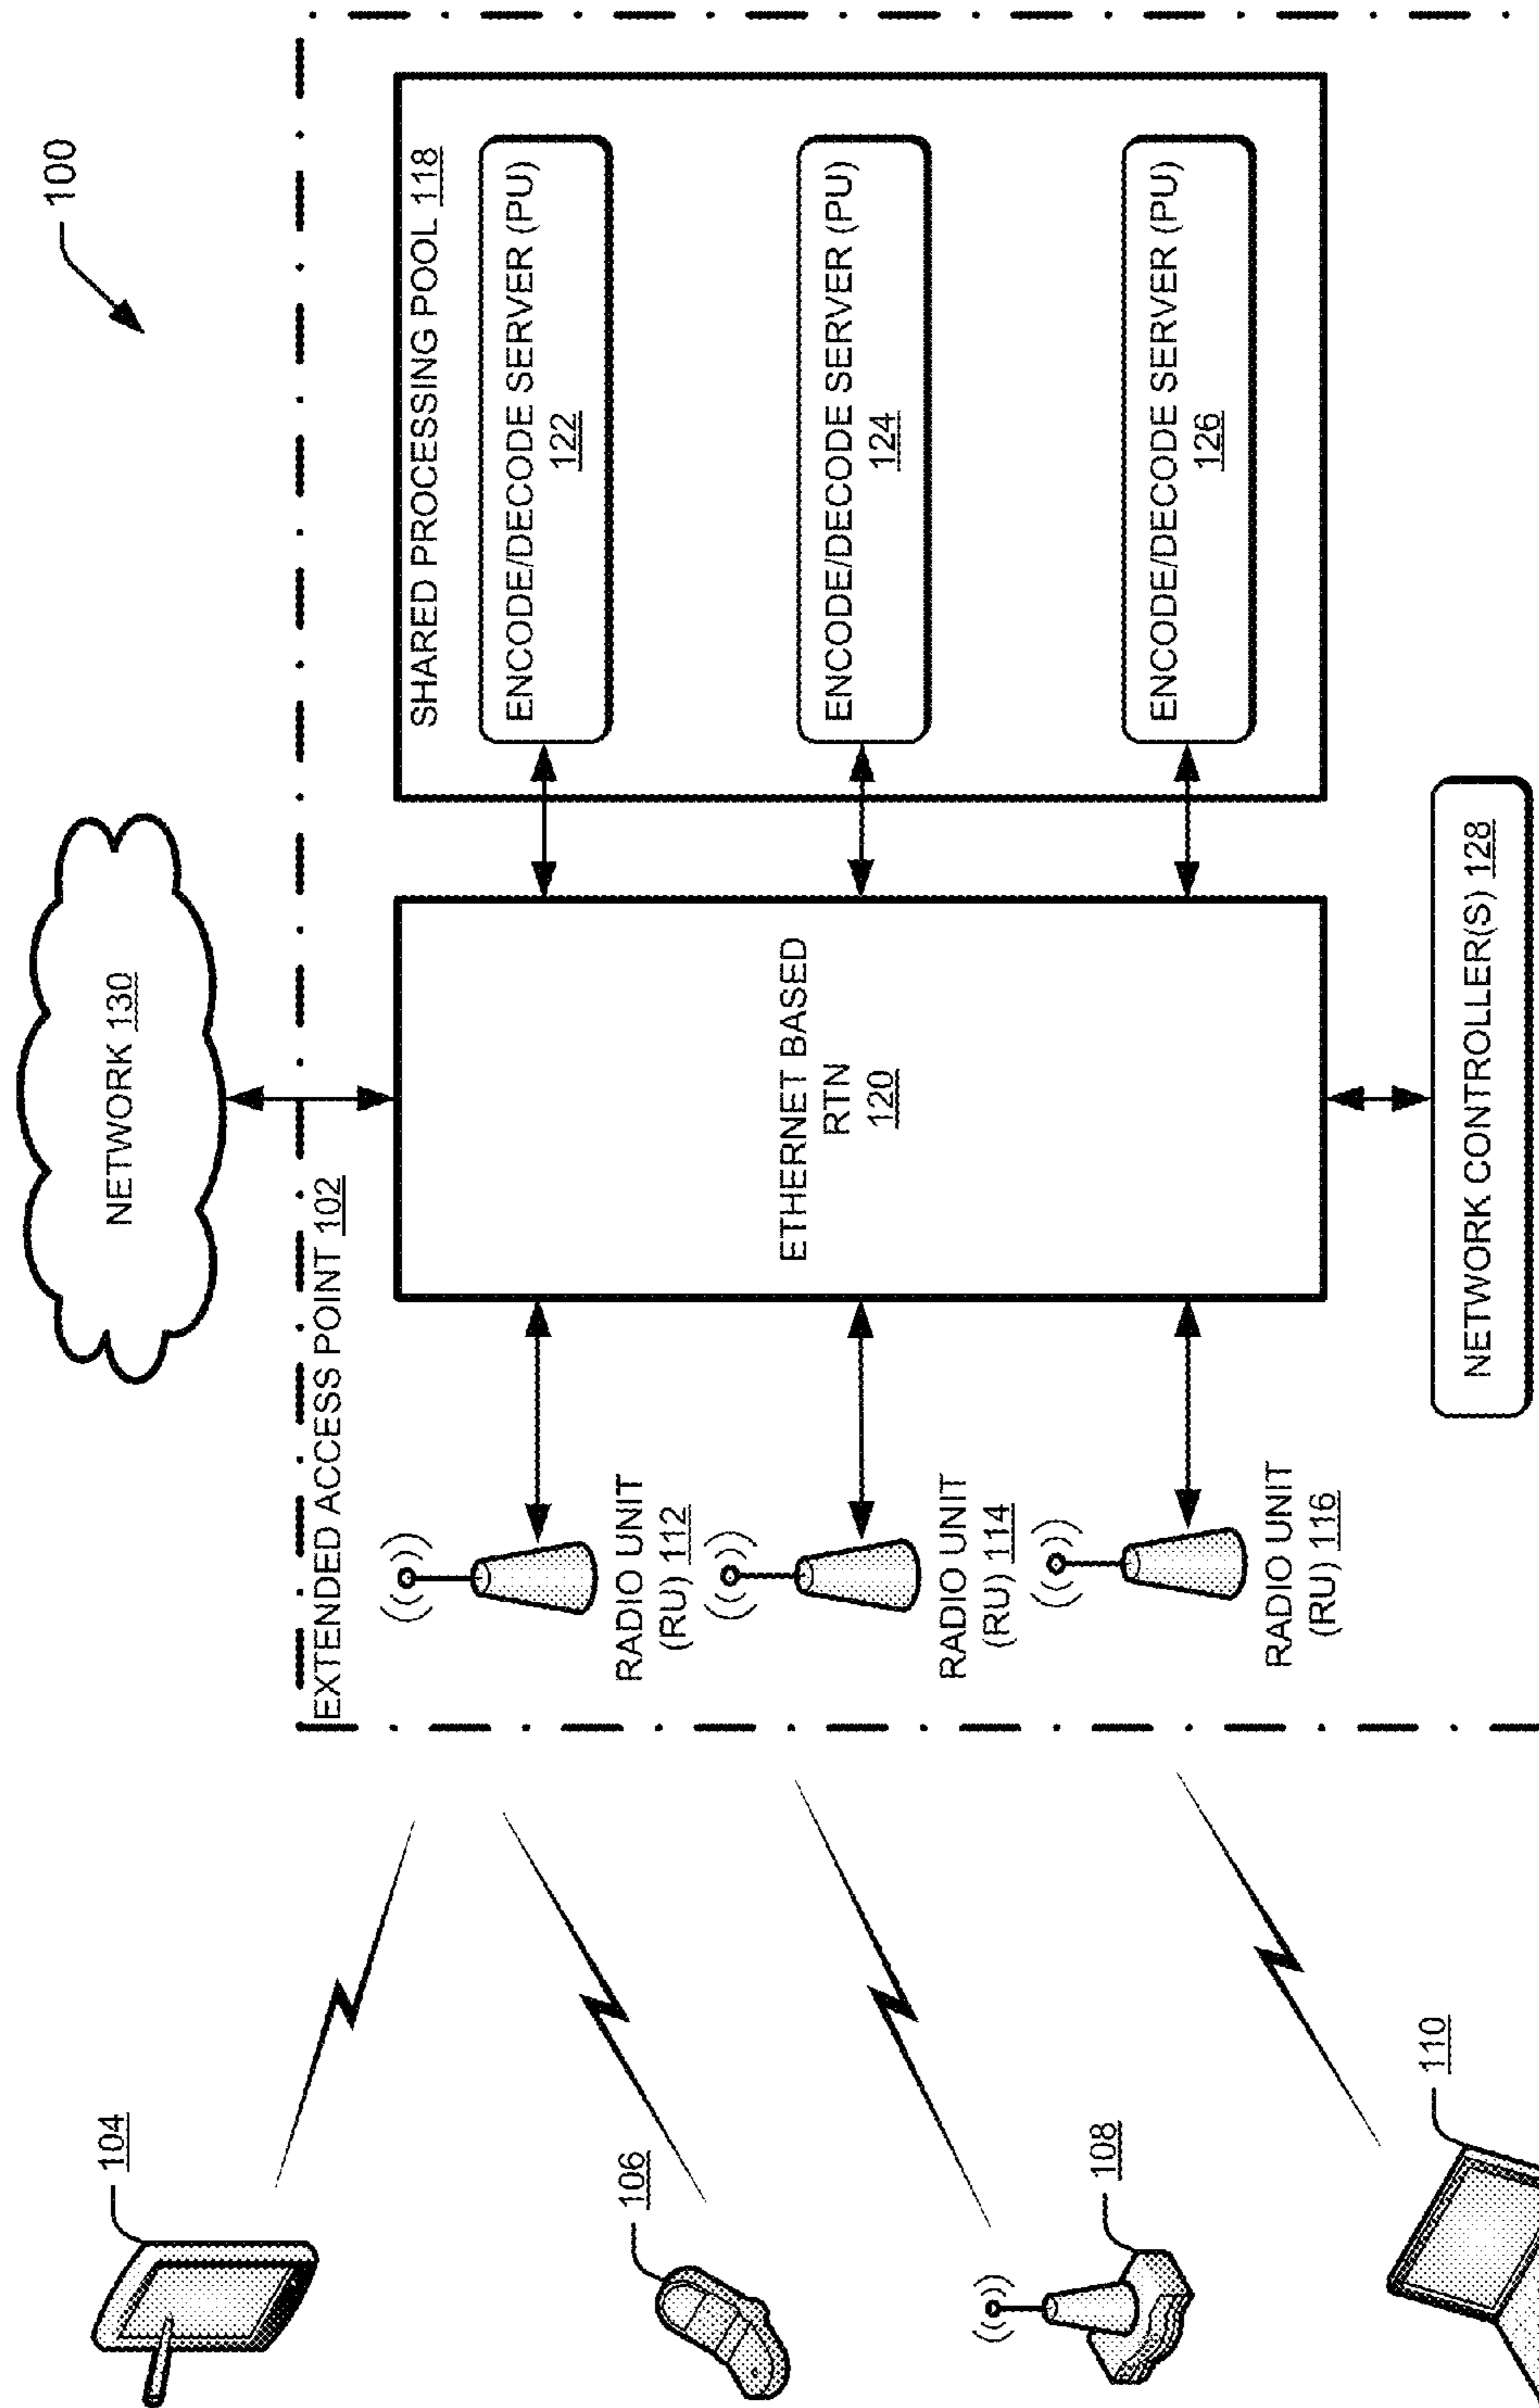 100
NETWORK 130
EXTENDED ACCESS POINT 102
SHARED PROCESSING POOL 118
104
106
108
110
RADIO UNIT
(RU) 112
RADIO UNIT
(RU) 114
RADIO UNIT
(RU) 116
ETHERNET BASED
RTN
120
ENCODE/DECODE SERVER (PU)
122
ENCODE/DECODE SERVER (PU)
124
ENCODE/DECODE SERVER (PU)
126
NETWORK CONTROLLER(S) 128